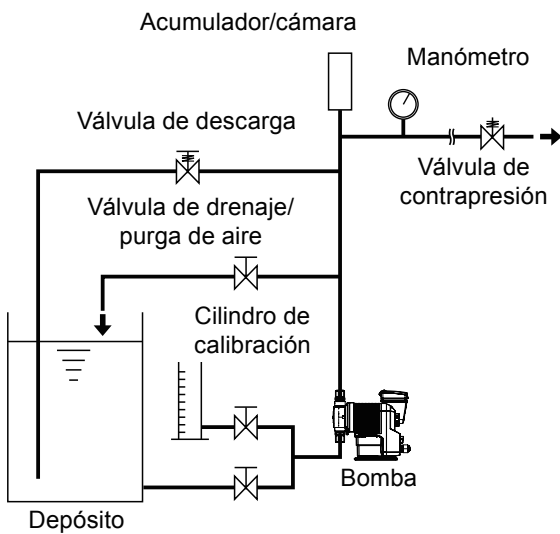 Acumulador/cámara
Manómetro
Válvula de descarga
Válvula de
contrapresión
Válvula de drenaje/
purga de aire
Cilindro de
calibración
Bomba
Depósito